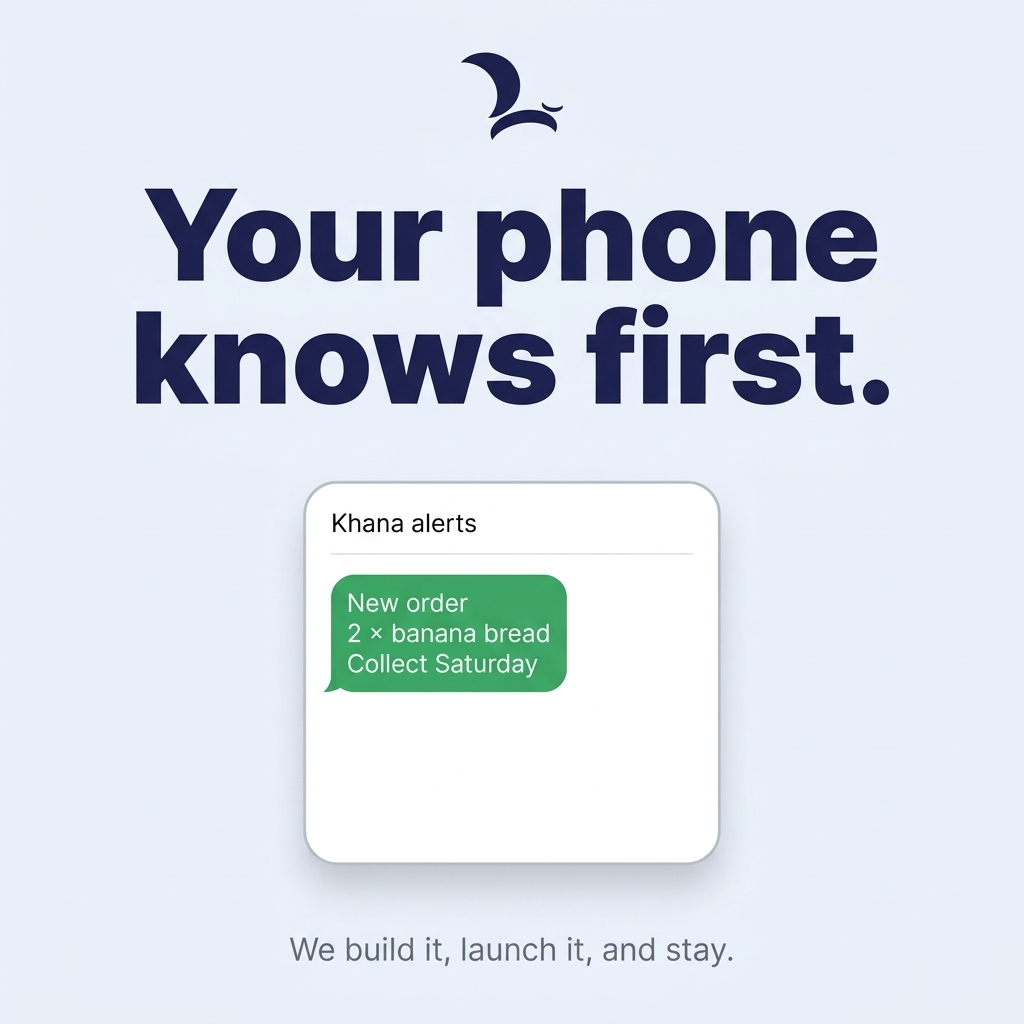 Your phone
knows first.
Khana alerts
New order
2 × banana bread
Collect Saturday
We build it, launch it, and stay.